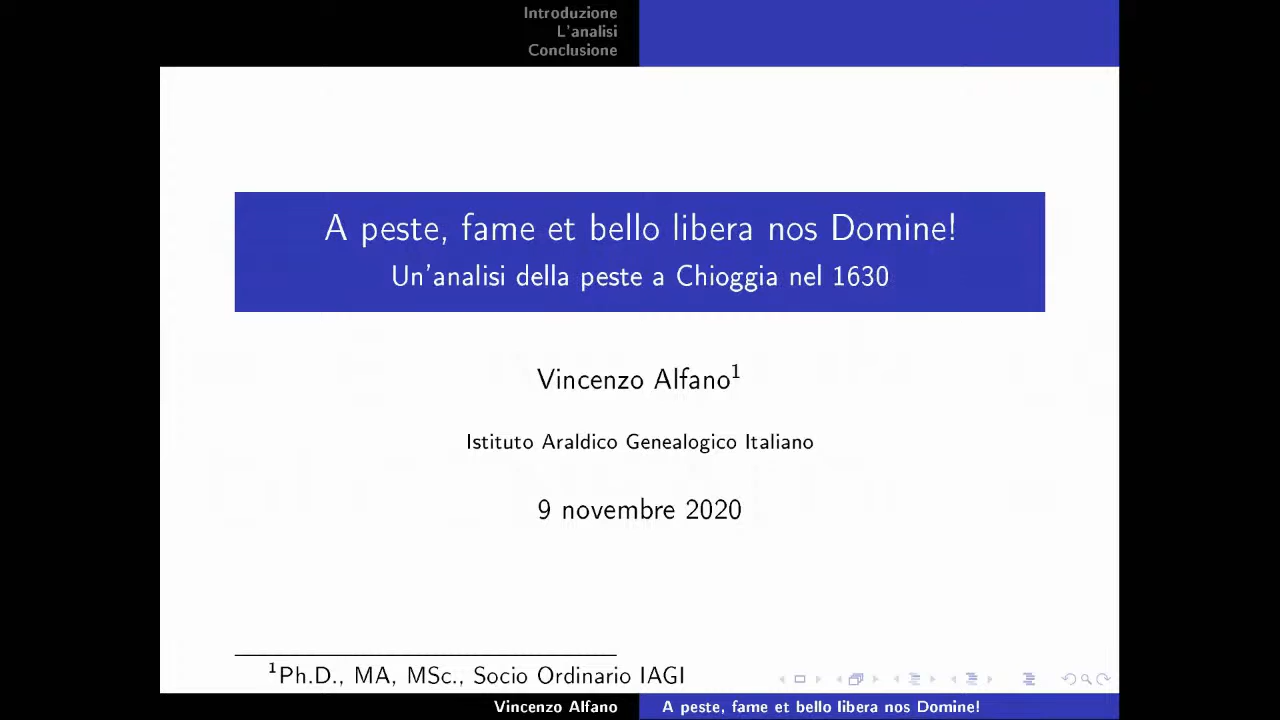 Introduzione
L'analisi
Conclusione
A peste, fame et bello libera nos Domine!
Un'analisi della peste a Chioggia nel 1630
Vincenzo Alfano¹
Istituto Araldico Genealogico Italiano
9 novembre 2020
¹Ph.D., MA, MSc., Socio Ordinario IAGI
Vincenzo Alfano
A peste, fame et bello libera nos Domine!